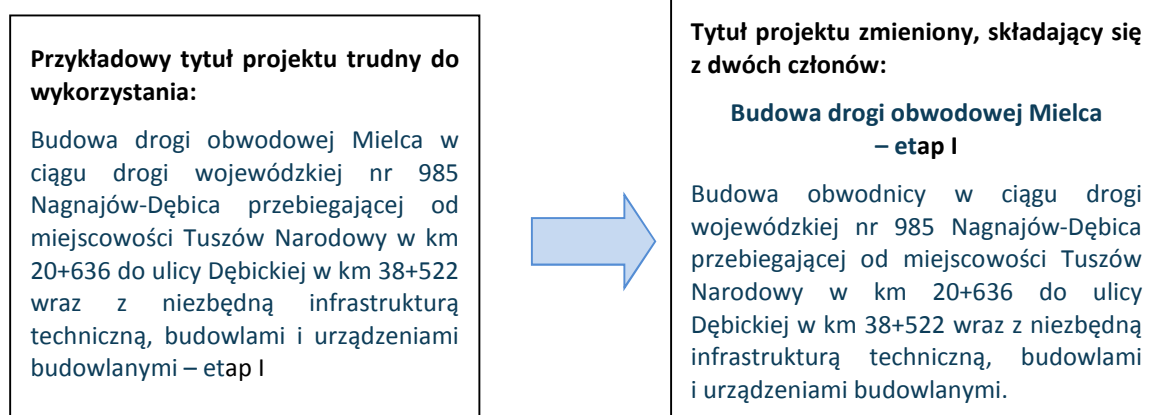 Przykładowy tytuł projektu trudny do
wykorzystania:
Budowa drogi obwodowej Mielca w
ciągu drogi wojewódzkiej nr 985
Nagnajów-Dębica przebiegającej od
miejscowości Tuszów Narodowy w km
20+636 do ulicy Dębickiej w km 38+522
wraz z niezbędną infrastrukturą
techniczną, budowlami i urządzeniami
budowlanymi – etap I
Tytuł projektu zmieniony, składający się
z dwóch członów:
Budowa drogi obwodowej Mielca
– etap I
Budowa obwodnicy w ciągu drogi
wojewódzkiej nr 985 Nagnajów-Dębica
przebiegającej od miejscowości Tuszów
Narodowy w km 20+636 do ulicy
Dębickiej w km 38+522 wraz z niezbędną
infrastrukturą techniczną, budowlami
i urządzeniami budowlanymi.